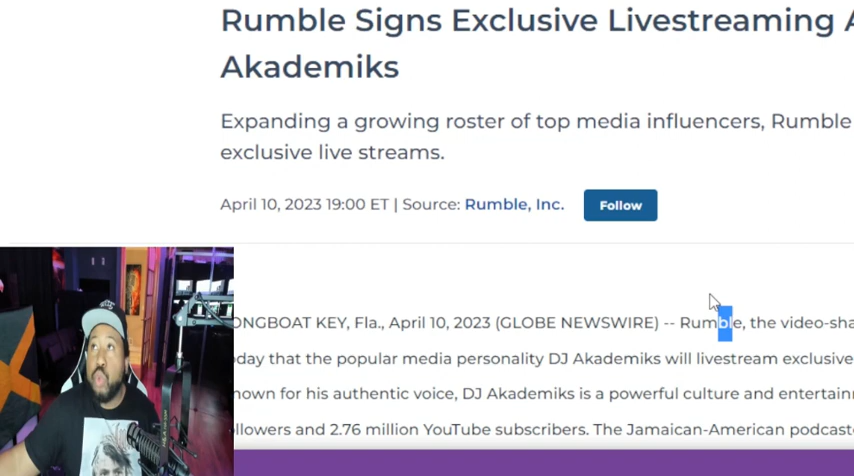 Rumble Signs Exclusive Livestreaming
Akademiks
Expanding a growing roster of top media influencers, Rumble
exclusive live streams.
April 10, 2023 19:00 ET | Source: Rumble, Inc.
Follow
ONGBOAT KEY, Fla., April 10, 2023 (GLOBE NEWSWIRE) -- Rumble, the video-sha
oday that the popular media personality DJ Akademiks will livestream exclusive
nown for his authentic voice, DJ Akademiks is a powerful culture and entertain
ollowers and 2.76 million YouTube subscribers. The Jamaican-American podcast